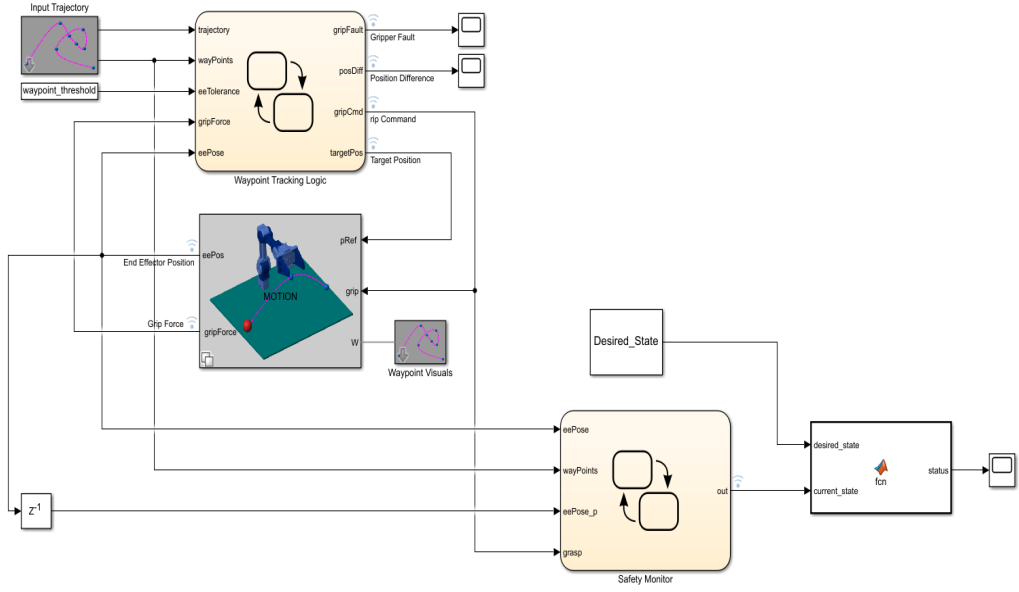 Input Trajectory
trajectory
wayPoints
waypoint_threshold
eeTolerance
gripForce
eePose
gripFault
Gripper Fault
posDiff
Position Difference
gripCmd
rip Command
targetPos
Target Position
Waypoint Tracking Logic
eePos
End Effector Position
Grip Force
gripForce
MOTION
pRef
grip
W
Waypoint Visuals
Desired_State
eePose
wayPoints
eePose_p
grasp
out
Safety Monitor
Z-1
desired_state
current_state
fcn
status